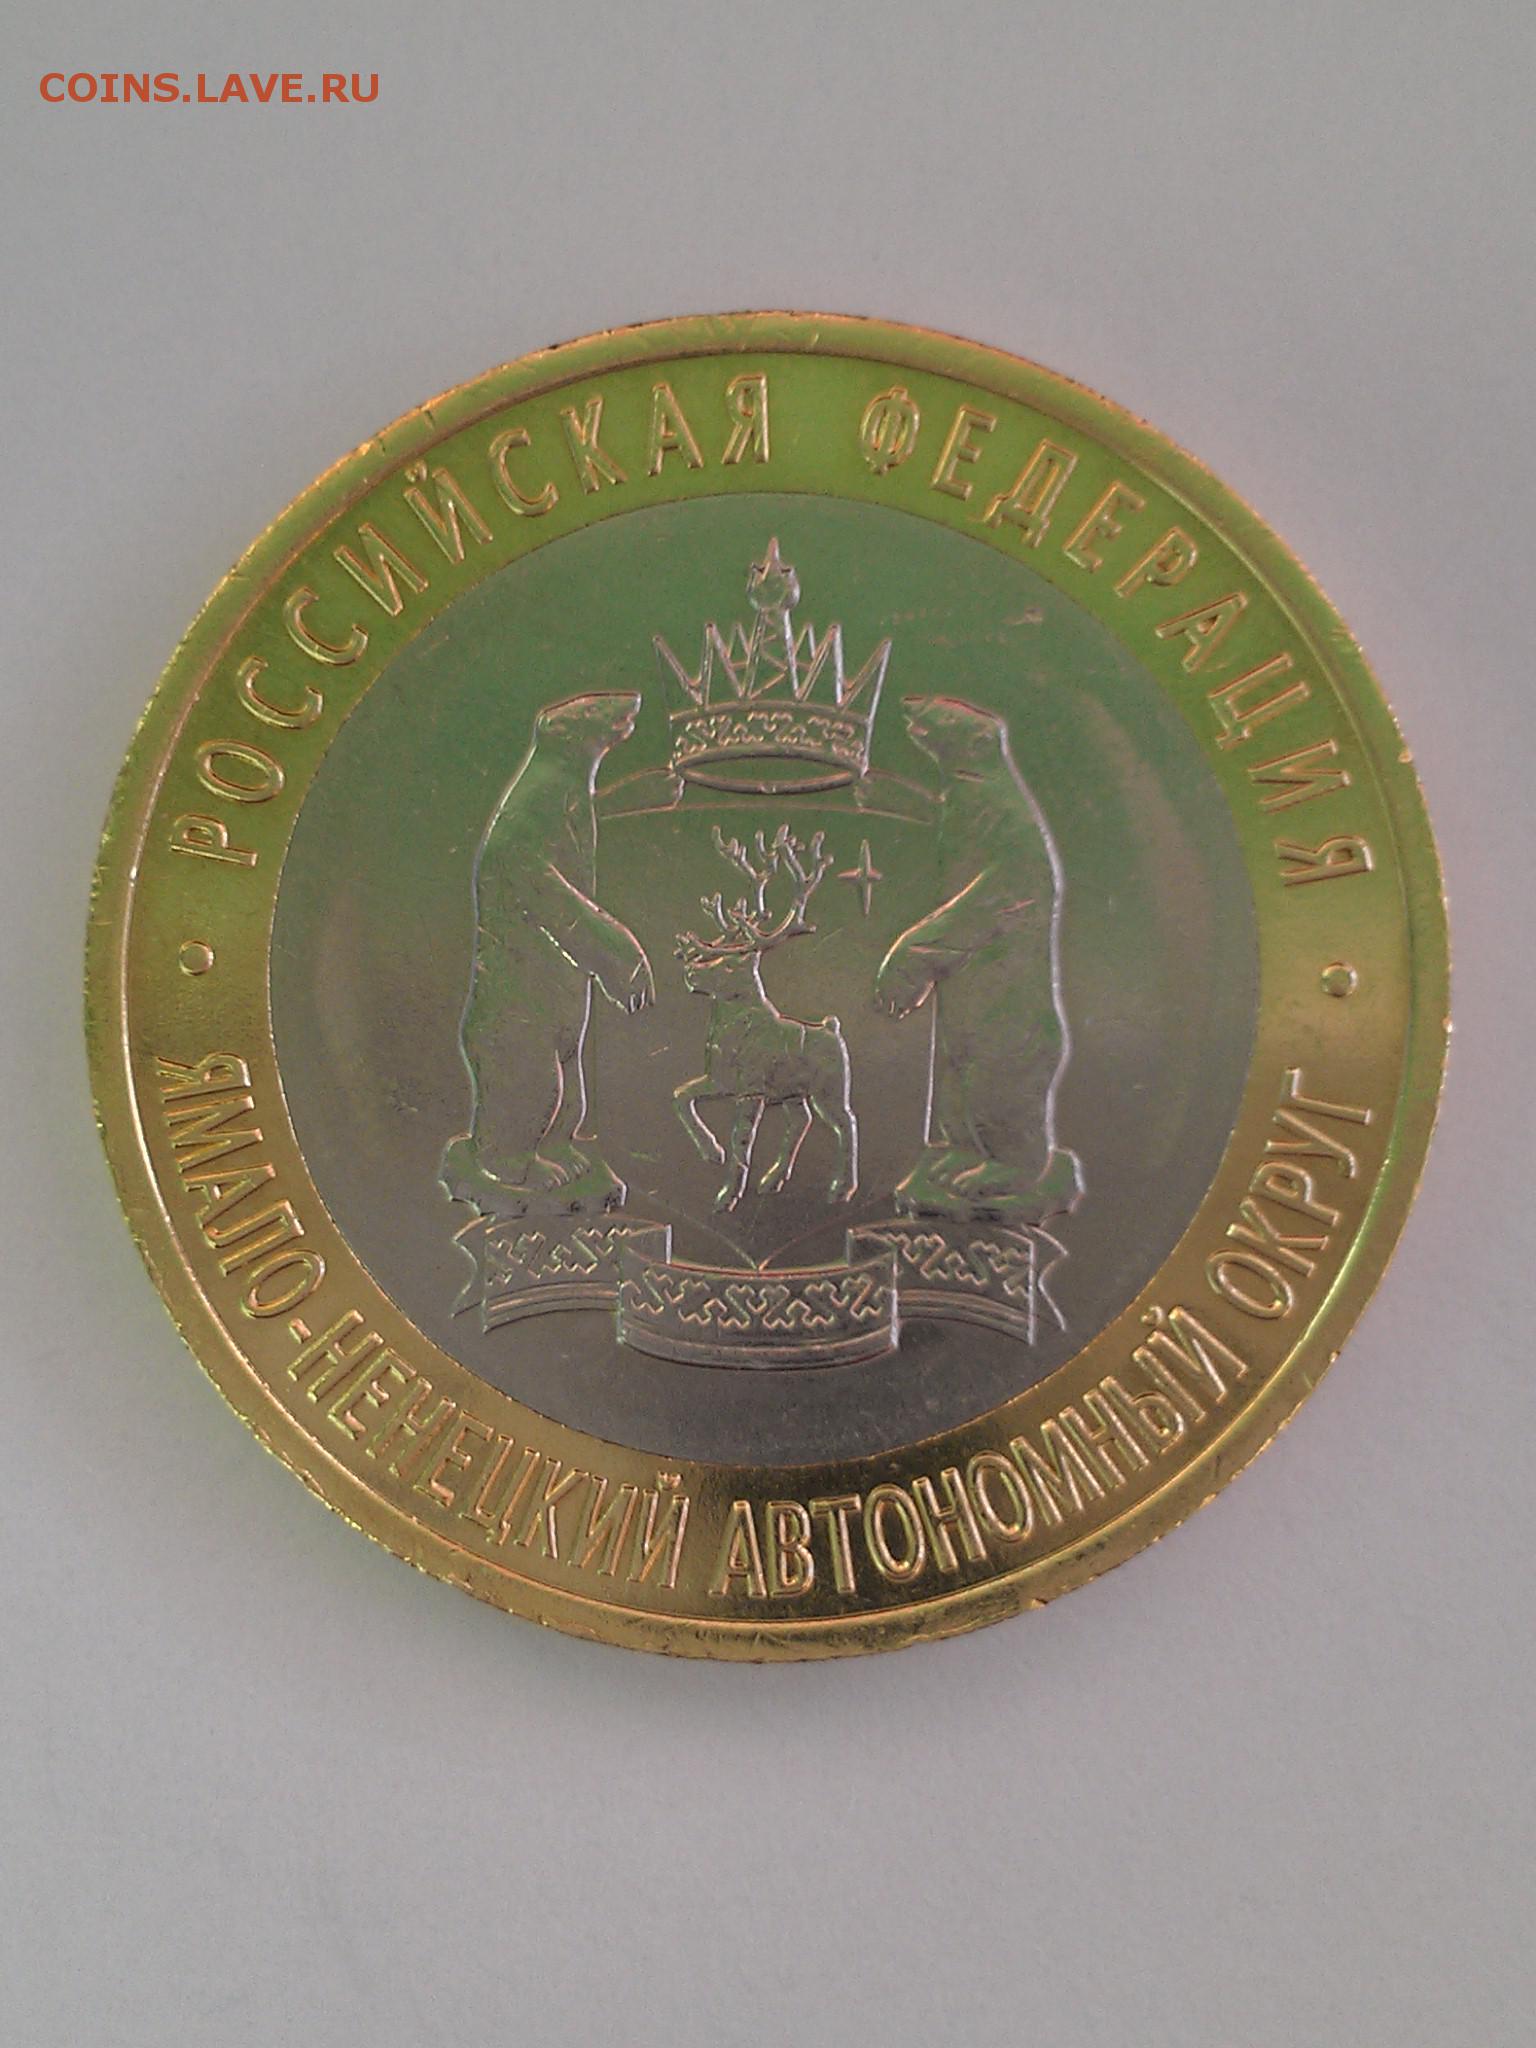 COINS.LAVE.RU
РОССИЙСКАЯ ФЕДЕРАЦИЯ
ЯМАЛО-НЕНЕЦКИЙ АВТОНОМНЫЙ ОКРУГ